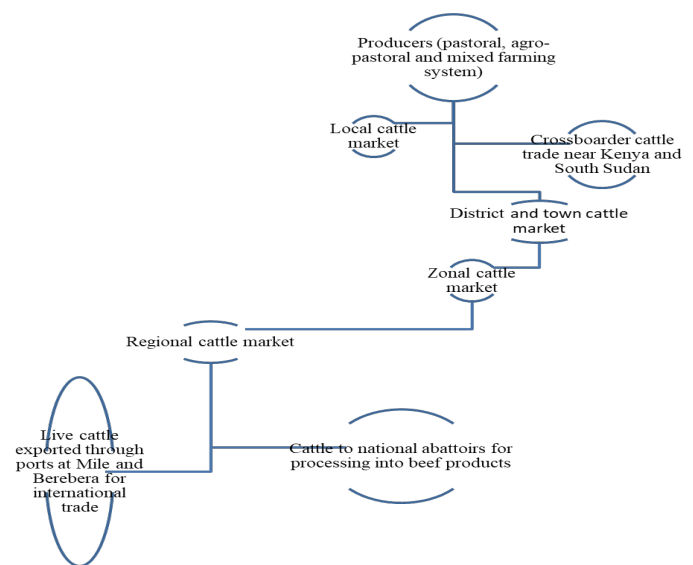 Producers (pastoral, agro-
pastoral and mixed farming
system)
Local cattle
market
Crossboarder cattle
trade near Kenya and
South Sudan
District and town cattle
market
Zonal cattle
market
Regional cattle market
Live cattle
exported through
ports at Mile and
Berebera for
international
trade
Cattle to national abattoirs for
processing into beef products